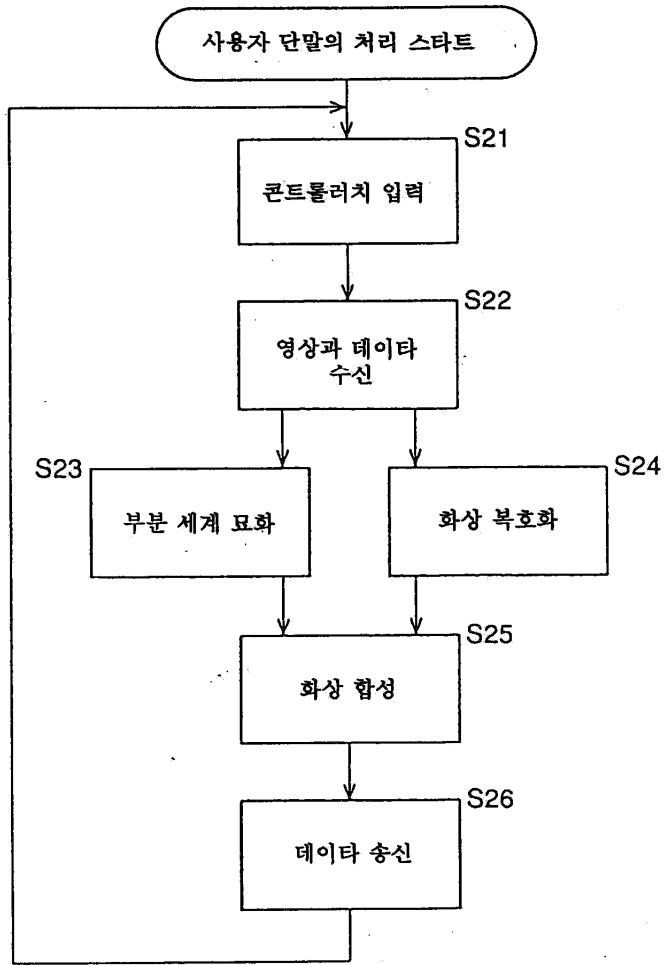 사용자 단말의 처리 스타트
S21
콘트롤러치 입력
S22
영상과 데이타
수신
S23
부분 세계 묘화
S24
화상 복호화
S25
화상 합성
S26
데이타 송신